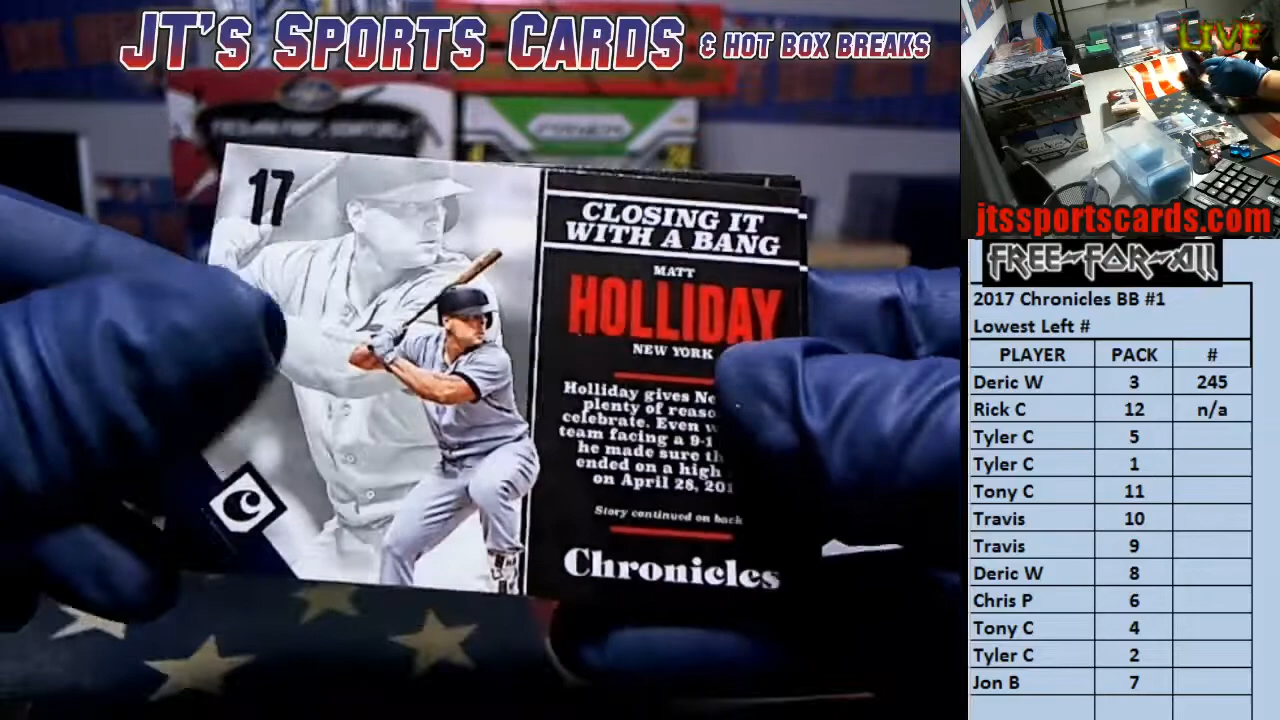 JT's Sports Cards & Hot Box Breaks
LIVE
jtssportscards.com
FREE-FOR-ALL
17
CLOSING IT
WITH A BANG
MATT
HOLLIDAY
NEW YORK
Holliday gives Ne
plenty of reaso
celebrate. Even w
team facing a 9-1
he made sure th
ended on a high
on April 28, 201
Story continued on back
Chronicles
C
2017 Chronicles BB #1
Lowest Left #
PLAYER PACK #
Deric W 3 245
Rick C 12 n/a
Tyler C 5
Tyler C 1
Tony C 11
Travis 10
Travis 9
Deric W 8
Chris P 6
Tony C 4
Tyler C 2
Jon B 7